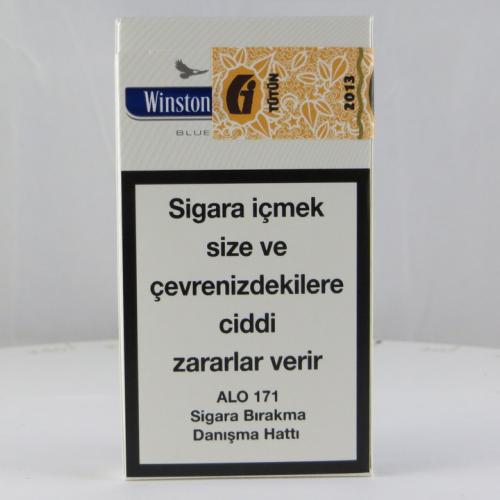 Winston
BLUE
G
TÜTÜN
2013
Sigara içmek
size ve
çevrenizdekilere
ciddi
zararlar verir
ALO 171
Sigara Bırakma
Danışma Hattı